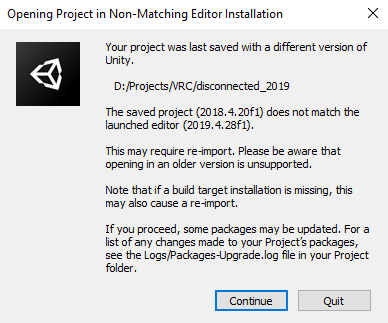 Opening Project in Non-Matching Editor Installation
Your project was last saved with a different version of
Unity.
D:/Projects/VRC/disconnected_2019
The saved project (2018.4.20f1) does not match the
launched editor (2019.4.28f1).
This may require re-import. Please be aware that
opening in an older version is unsupported.
Note that if a build target installation is missing, this
may also cause a re-import.
If you proceed, some packages may be updated. For a
list of any changes made to your Project's packages,
see the Logs/Packages-Upgrade.log file in your Project
folder.
Continue
Quit